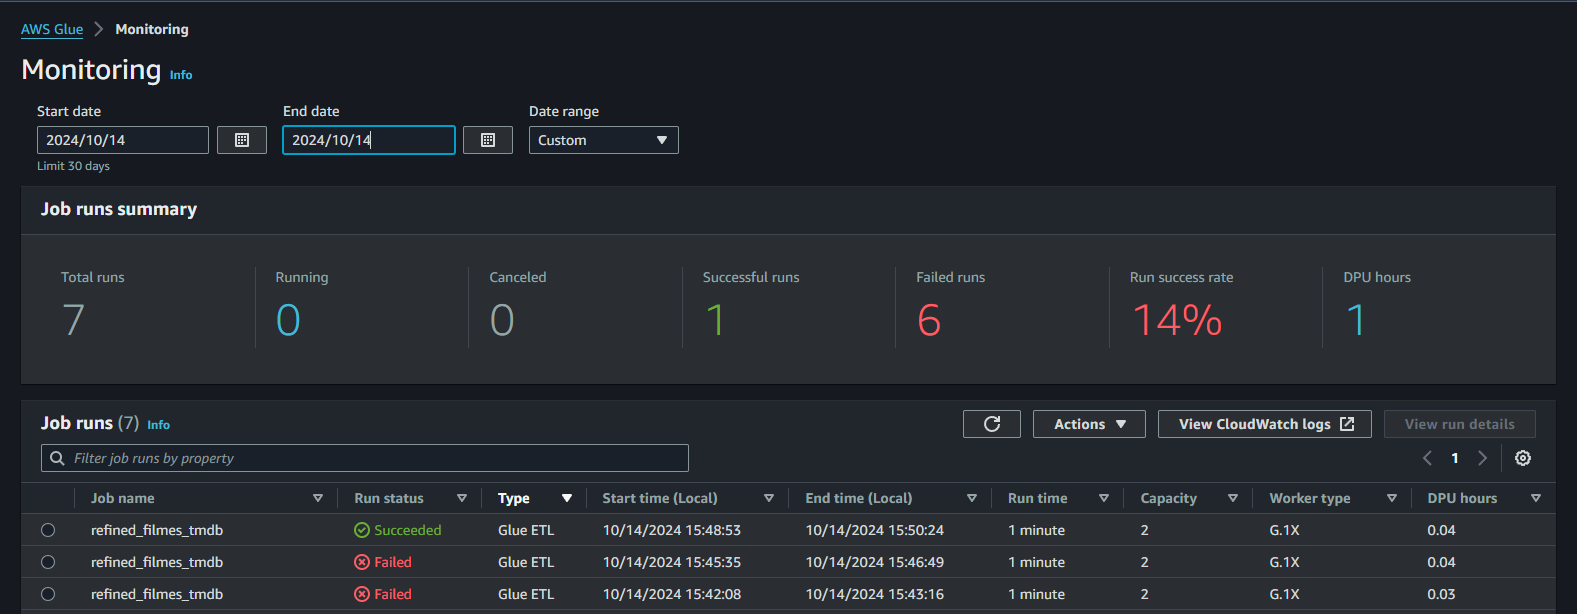 AWS Glue > Monitoring
Monitoring Info
Start date End date Date range
2024/10/14 2024/10/14 Custom
Limit 30 days
Job runs summary
Total runs Running Canceled Successful runs Failed runs Run success rate DPU hours
7 0 0 1 6 14% 1
Job runs (7) Info Actions View CloudWatch logs View run details
Filter job runs by property 1
Job name Run status Type Start time (Local) End time (Local) Run time Capacity Worker type DPU hours
refined_filmes_tmdb Succeeded Glue ETL 10/14/2024 15:48:53 10/14/2024 15:50:24 1 minute 2 G.1X 0.04
refined_filmes_tmdb Failed Glue ETL 10/14/2024 15:45:35 10/14/2024 15:46:49 1 minute 2 G.1X 0.04
refined_filmes_tmdb Failed Glue ETL 10/14/2024 15:42:08 10/14/2024 15:43:16 1 minute 2 G.1X 0.03